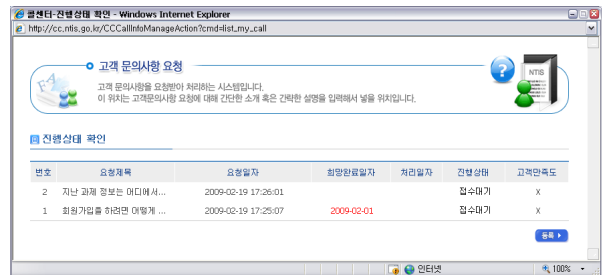 콜센터-진행상태 확인 - Windows Internet Explorer
http://cc.ntis.go.kr/CCCallInfoManageAction?cmd=list_my_call
고객 문의사항 요청
고객 문의사항을 요청받아 처리하는 시스템입니다.
이 위치는 고객문의사항 요청에 대해 간단한 소개 혹은 간략한 설명을 입력해서 넣을 위치입니다.
FAQ
?
NTIS
진행상태 확인
번호 요청제목 요청일자 희망완료일자 처리일자 진행상태 고객만족도
2 지난 과제 정보는 어디에서... 2009-02-19 17:26:01 접수대기 X
1 회원가입을 하려면 어떻게 ... 2009-02-19 17:25:07 2009-02-01 접수대기 X
등록
인터넷 100%